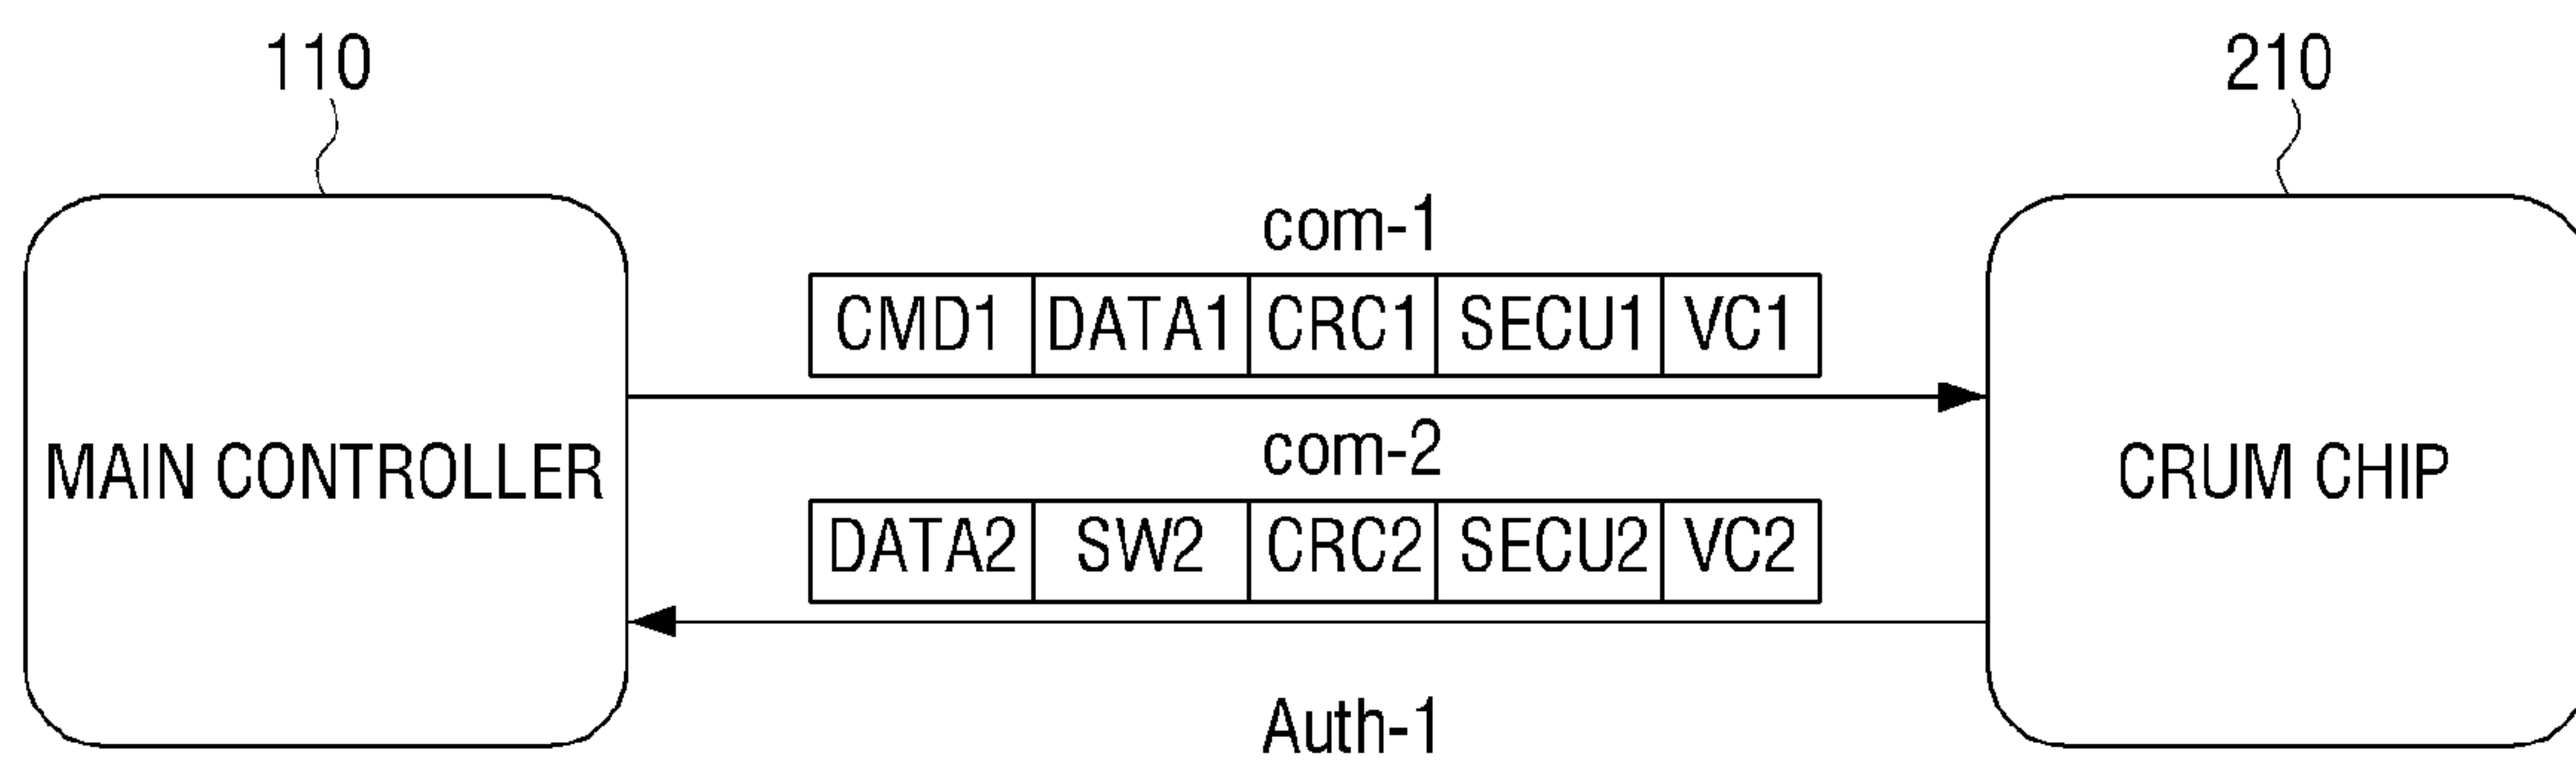 110
210
com-1
CMD1 DATA1 CRC1 SECU1 VC1
MAIN CONTROLLER
com-2
CRUM CHIP
DATA2 SW2 CRC2 SECU2 VC2
Auth-1